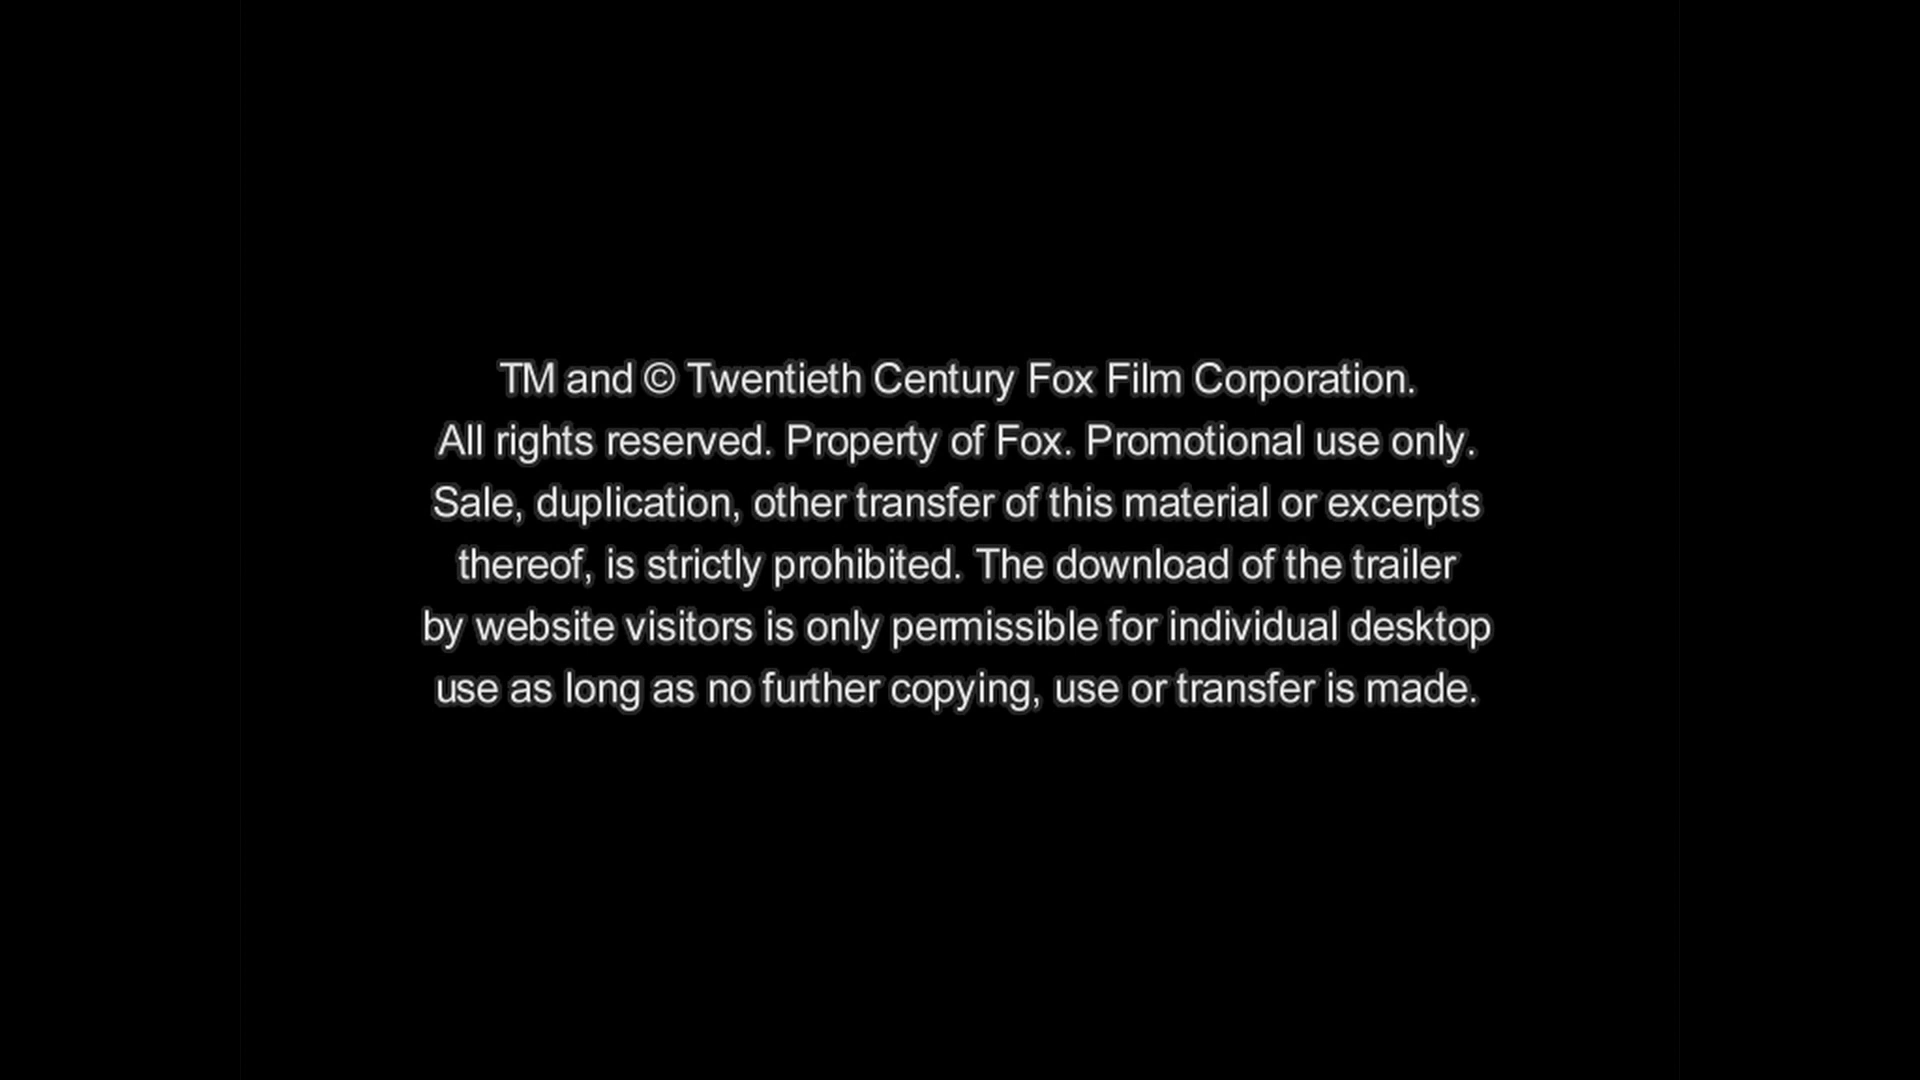 TM and © Twentieth Century Fox Film Corporation.
All rights reserved. Property of Fox. Promotional use only.
Sale, duplication, other transfer of this material or excerpts
thereof, is strictly prohibited. The download of the trailer
by website visitors is only permissible for individual desktop
use as long as no further copying, use or transfer is made.